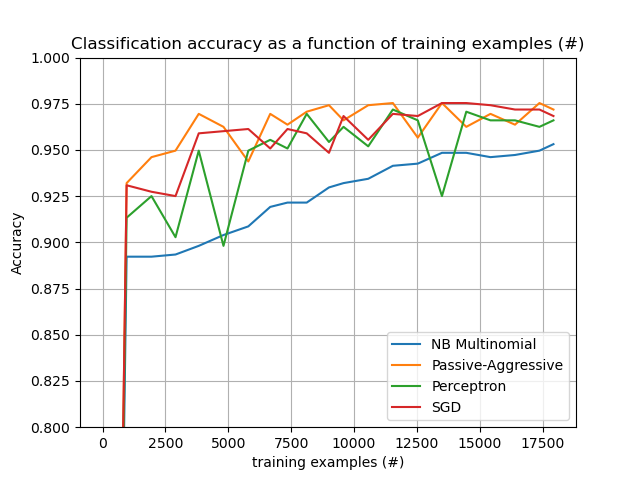 Classification accuracy as a function of training examples (#)
1.000
0.975
0.950
0.925
0.900
0.875
0.850
0.825
0.800
Accuracy
NB Multinomial
Passive-Aggressive
Perceptron
SGD
0 2500 5000 7500 10000 12500 15000 17500
training examples (#)